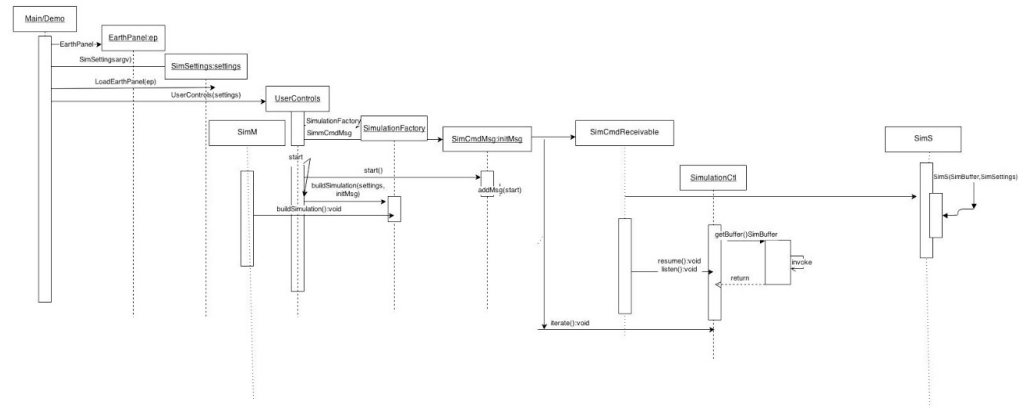 Main/Demo
EarthPanel
EarthPanel:ep
SimSettsargv)
SimSettings:settings
LoadEarthPanel(ep)
UserControls(settings)
UserControls
SimM
SimulationFactory
SimmCmdMsg
SimulationFactory
SimCmdMsg:initMsg
SimCmdReceivable
SimS
start
start()
addMsg(start)
buildSimulation(settings,
initMsg)
buildSimulation():void
SimulationCtl
SimS(SimBuffer,SimSettings)
getBuffer()SimBuffer
invoke
resume():void
listen():void
return
iterate():void